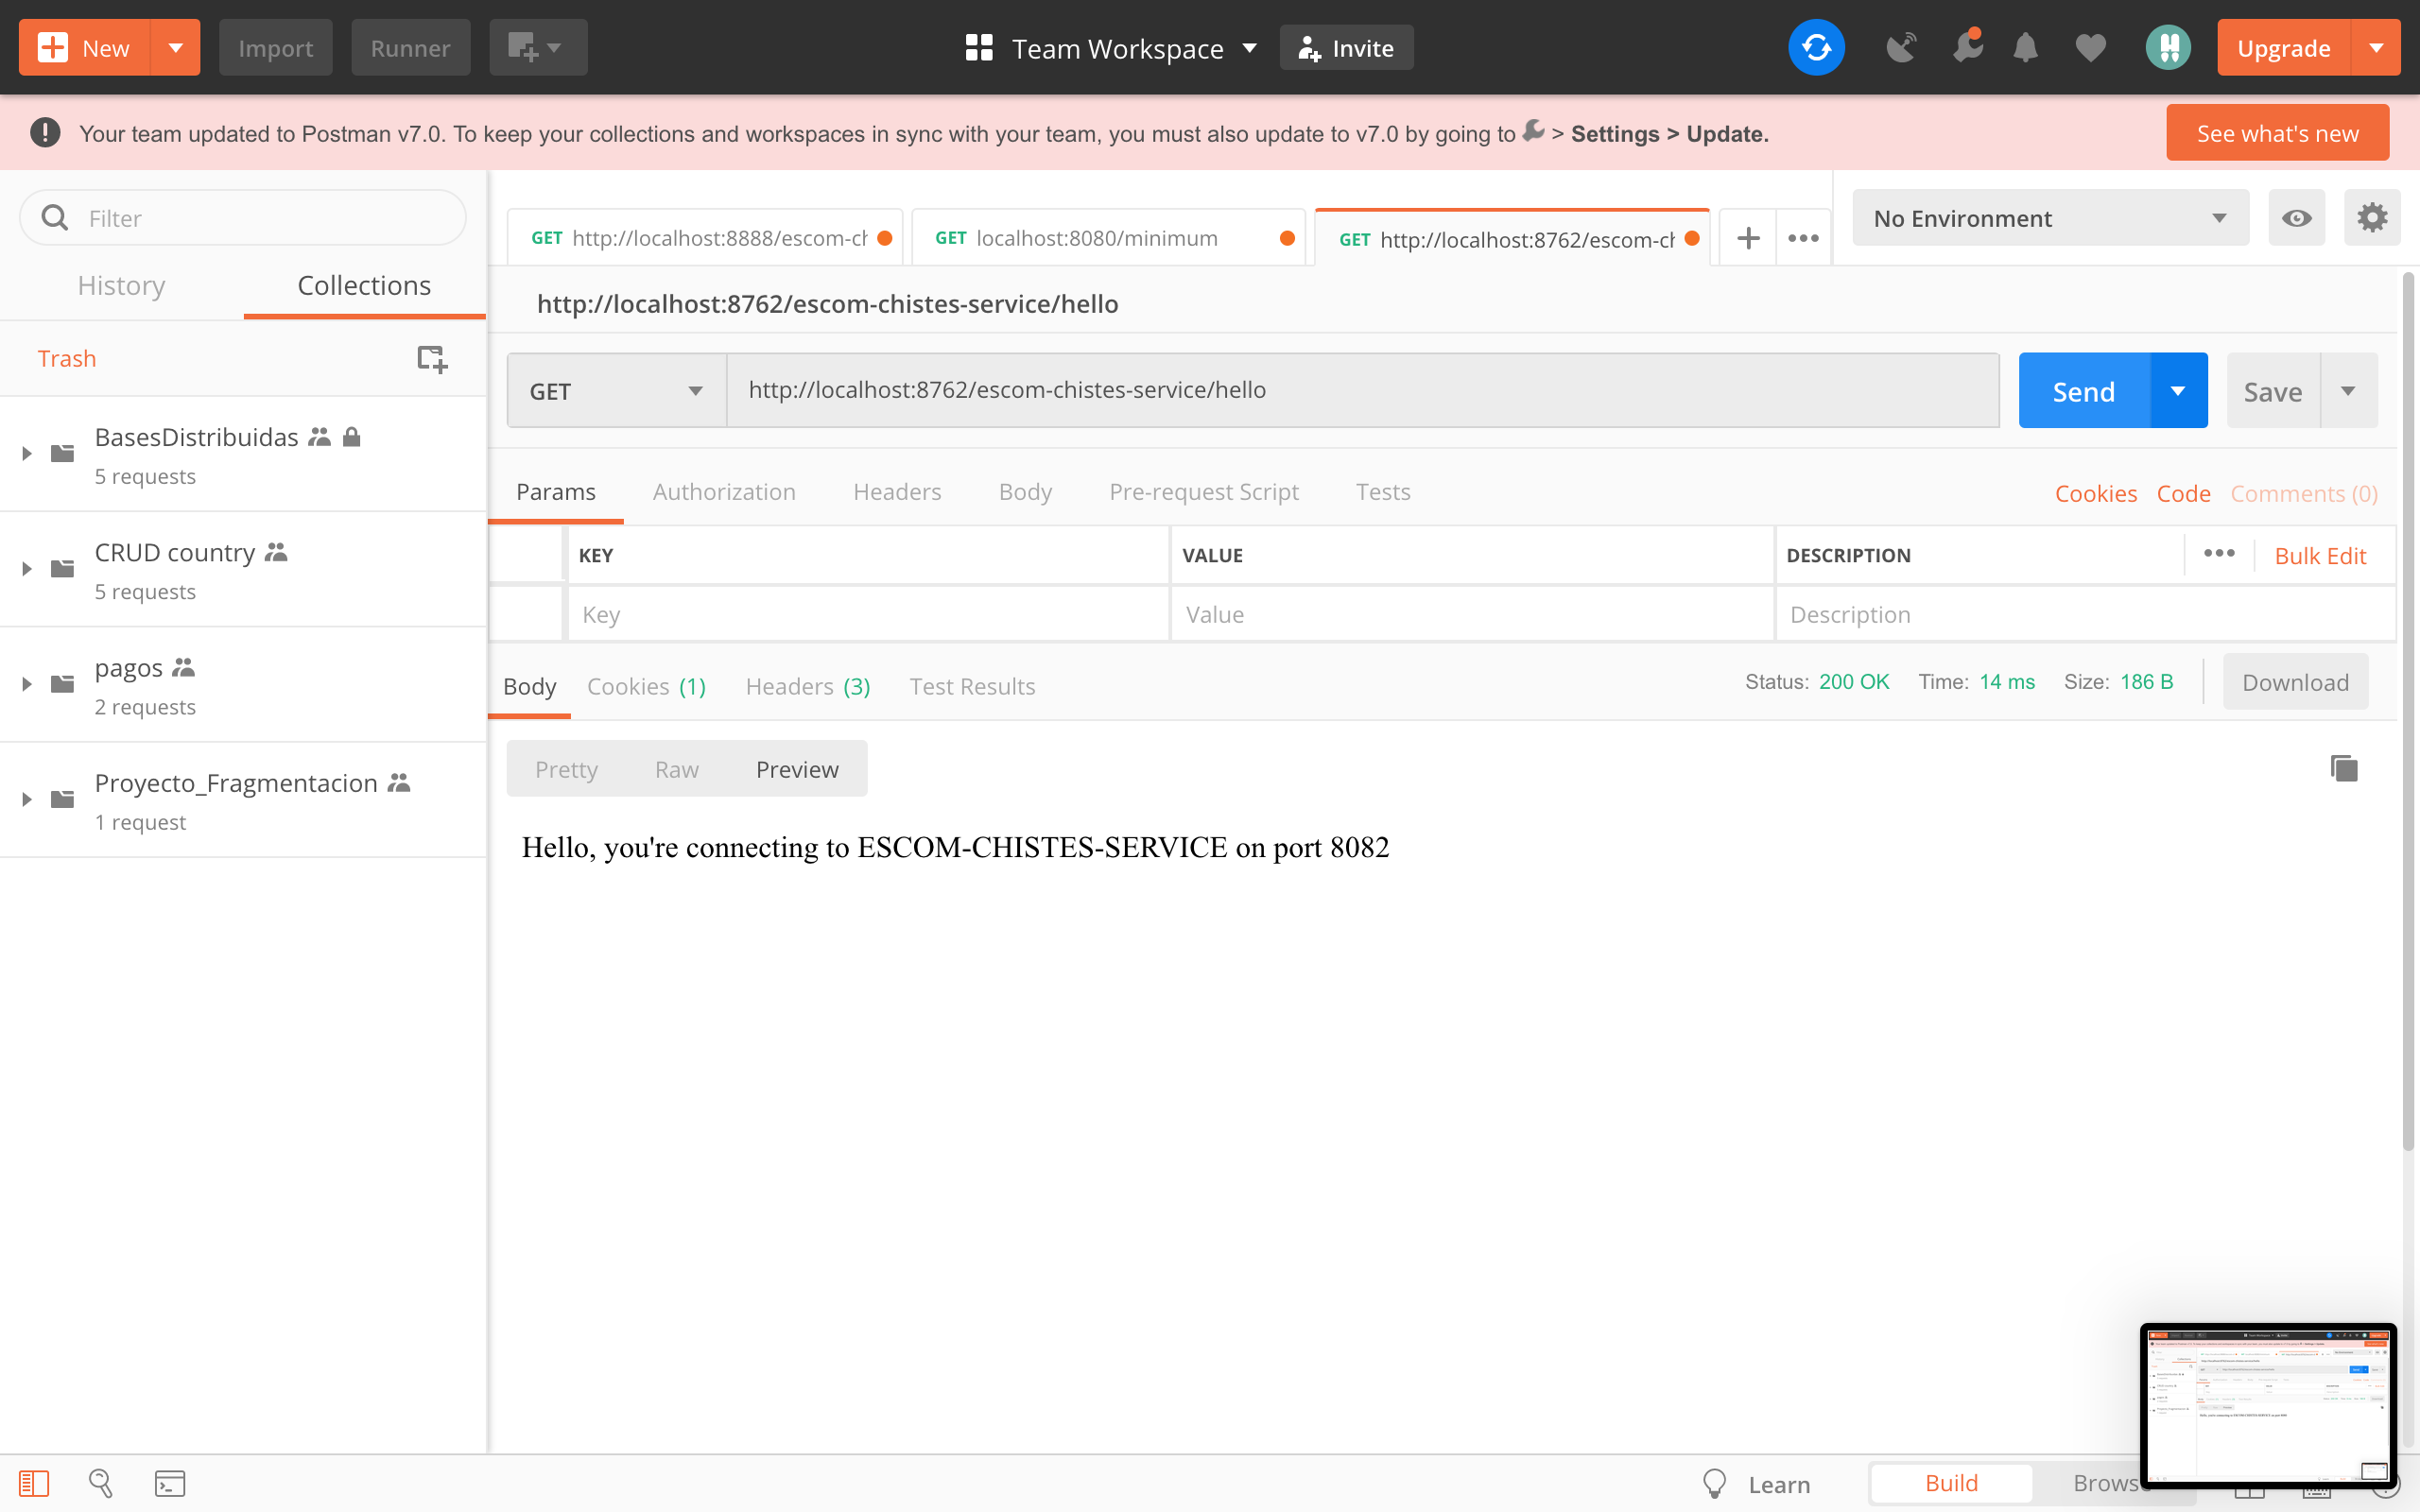 New
Import
Runner
Team Workspace
Invite
Upgrade
Your team updated to Postman v7.0. To keep your collections and workspaces in sync with your team, you must also update to v7.0 by going to > Settings > Update.
See what's new
Filter
History
Collections
Trash
BasesDistribuidas
5 requests
CRUD country
5 requests
pagos
2 requests
Proyecto_Fragmentacion
1 request
GET http://localhost:8888/escom-ch
GET localhost:8080/minimum
GET http://localhost:8762/escom-ch
No Environment
http://localhost:8762/escom-chistes-service/hello
GET
http://localhost:8762/escom-chistes-service/hello
Send
Save
Params
Authorization
Headers
Body
Pre-request Script
Tests
Cookies
Code
Comments (0)
KEY
VALUE
DESCRIPTION
Bulk Edit
Key
Value
Description
Body
Cookies (1)
Headers (3)
Test Results
Status: 200 OK
Time: 14 ms
Size: 186 B
Download
Pretty
Raw
Preview
Hello, you're connecting to ESCOM-CHISTES-SERVICE on port 8082
Learn
Build